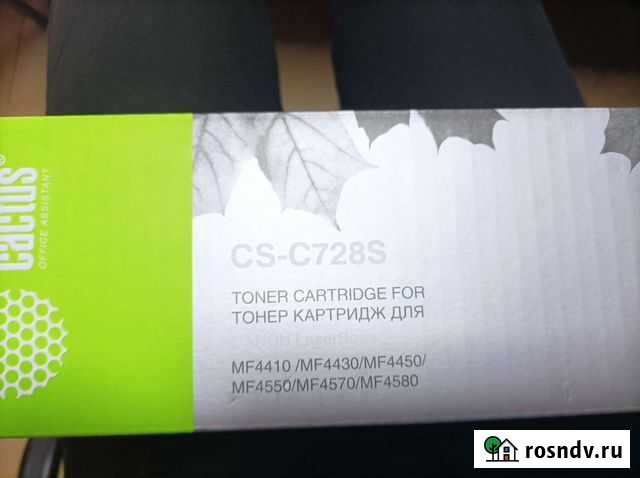 cactus®
OFFICE ASSISTANT
CS-C728S
TONER CARTRIDGE FOR
ТОНЕР КАРТРИДЖ ДЛЯ
MF4410 /MF4430/MF4450/
MF4550/MF4570/MF4580
rosndv.ru